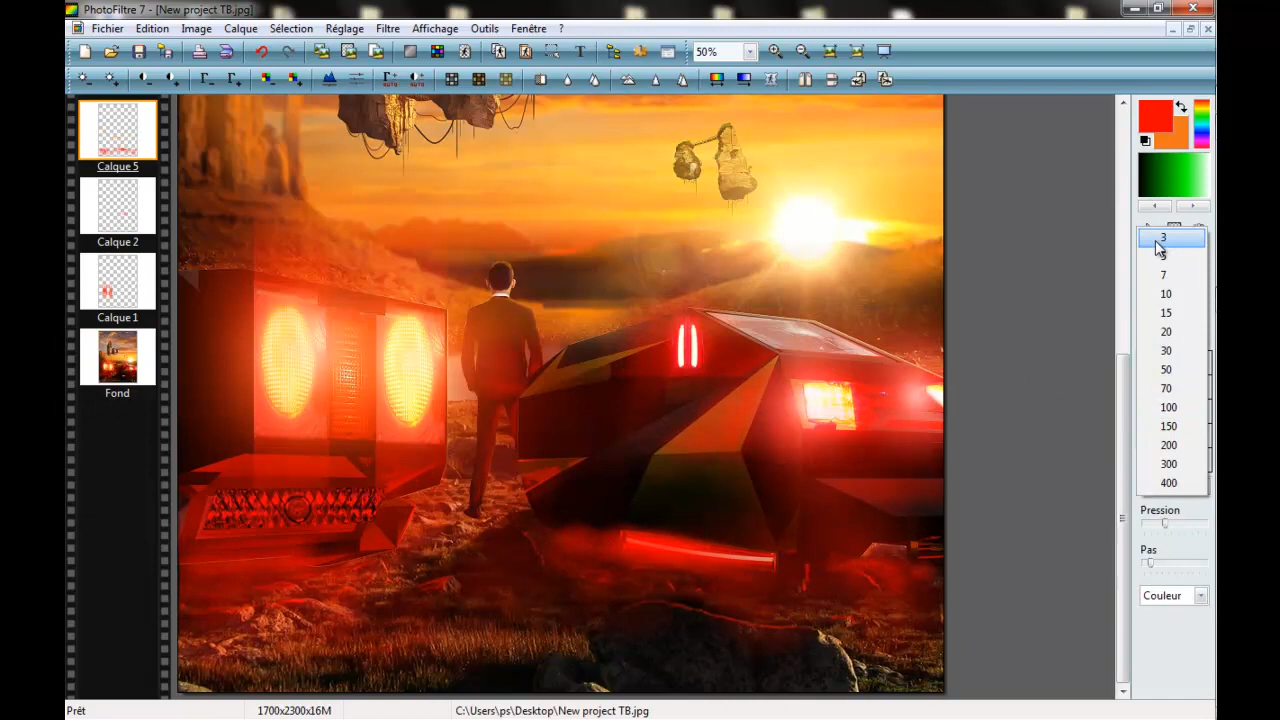 PhotoFiltre 7 - [New project TB.jpg]
Fichier Edition Image Calque Sélection Réglage Filtre Affichage Outils Fenêtre ?
50%
AUTO AUTO
Calque 5
Calque 2
Calque 1
Fond
3
5
7
10
15
20
30
50
70
100
150
200
300
400
Pression
Pas
Couleur
Prêt 1700x2300x16M C:\Users\ps\Desktop\New project TB.jpg